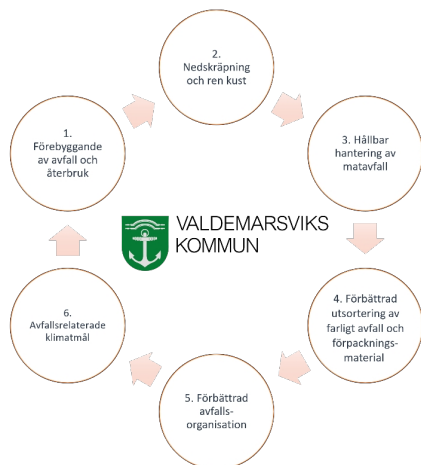 1.
Förebyggande
av avfall och
återbruk
2.
Nedskräpning
och ren kust
3. Hållbar
hantering av
matavfall
4. Förbättrad
utsortering av
farligt avfall och
förpacknings-
material
5. Förbättrad
avfalls-
organisation
6.
Avfallsrelaterade
klimatmål
VALDEMARSVIKS
KOMMUN